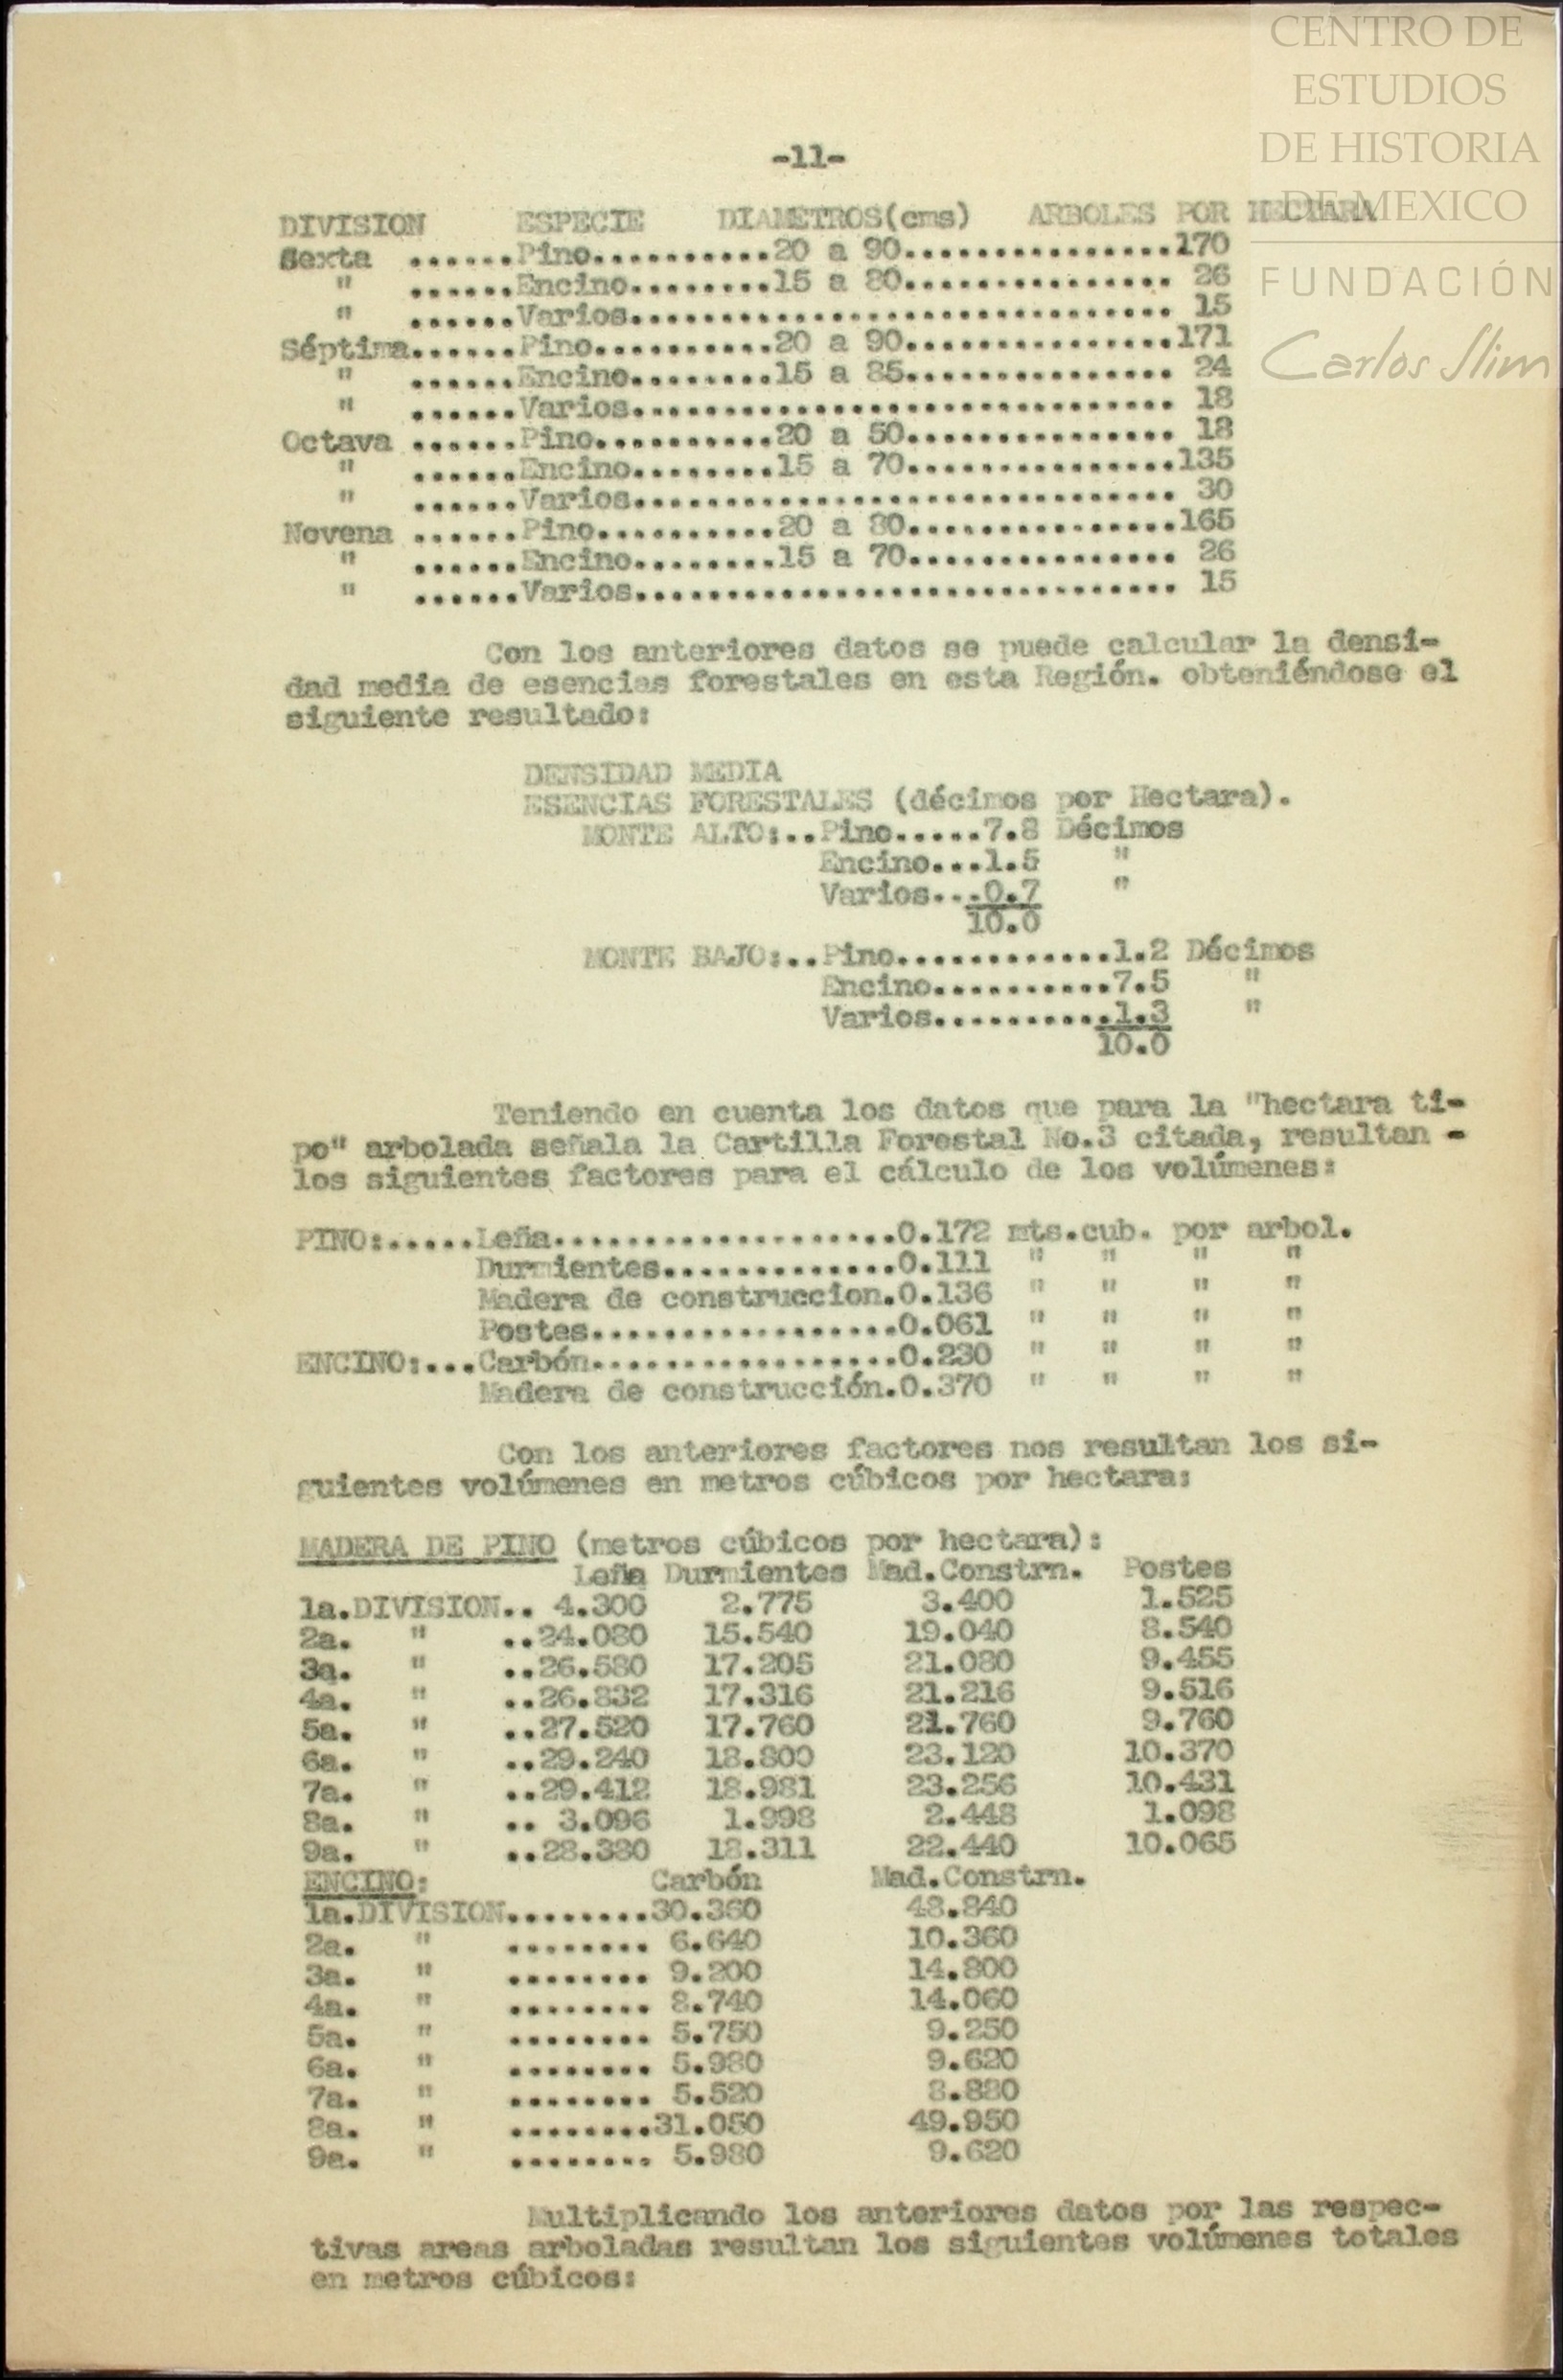 CENTRO DE
ESTUDIOS
DE HISTORIA
DE MEXICO
FUNDACIÓN
Carlos Slim
-11-
DIVISION ESPECIE DIAMETROS(cms) ARBOLES POR HECTARA
Sexta ......Pino..........20 a 90...............170
" ......Encino........15 a 80............... 26
" ......Varios.............................. 15
Séptima......Pino..........20 a 90...............171
" ......Encino........15 a 85............... 24
" ......Varios.............................. 18
Octava ......Pino..........20 a 50............... 18
" ......Encino........15 a 70...............135
" ......Varios.............................. 30
Novena ......Pino..........20 a 80...............165
" ......Encino........15 a 70............... 26
" ......Varios.............................. 15
Con los anteriores datos se puede calcular la densi-
dad media de esencias forestales en esta Región. obteniéndose el
siguiente resultado:
DENSIDAD MEDIA
ESENCIAS FORESTALES (décimos por Hectara).
MONTE ALTO:..Pino.....7.8 Décimos
Encino...1.5 "
Varios...0.7 "
10.0
MONTE BAJO:..Pino............1.2 Décimos
Encino..........7.5 "
Varios..........1.3 "
10.0
Teniendo en cuenta los datos que para la "hectara ti-
po" arbolada señala la Cartilla Forestal No.3 citada, resultan -
los siguientes factores para el cálculo de los volúmenes:
PINO:.....Leña...................0.172 mts.cub. por arbol.
Durmientes.............0.111 " " " "
Madera de construccion.0.136 " " " "
Postes.................0.061 " " " "
ENCINO:...Carbón.................0.230 " " " "
Madera de construcción.0.370 " " " "
Con los anteriores factores nos resultan los si-
guientes volúmenes en metros cúbicos por hectara:
MADERA DE PINO (metros cúbicos por hectara):
Leña Durmientes Mad.Constrn. Postes
1a.DIVISION.. 4.300 2.775 3.400 1.525
2a. " ..24.080 15.540 19.040 8.540
3a. " ..26.580 17.205 21.080 9.455
4a. " ..26.832 17.316 21.216 9.516
5a. " ..27.520 17.760 21.760 9.760
6a. " ..29.240 18.800 23.120 10.370
7a. " ..29.412 18.981 23.256 10.431
8a. " .. 3.096 1.998 2.448 1.098
9a. " ..28.380 18.311 22.440 10.065
ENCINO: Carbón Mad.Constrn.
1a.DIVISION........30.360 48.840
2a. " ........ 6.640 10.360
3a. " ........ 9.200 14.800
4a. " ........ 8.740 14.060
5a. " ........ 5.750 9.250
6a. " ........ 5.980 9.620
7a. " ........ 5.520 8.880
8a. " ........31.050 49.950
9a. " ........ 5.980 9.620
Multiplicando los anteriores datos por las respec-
tivas areas arboladas resultan los siguientes volúmenes totales
en metros cúbicos: